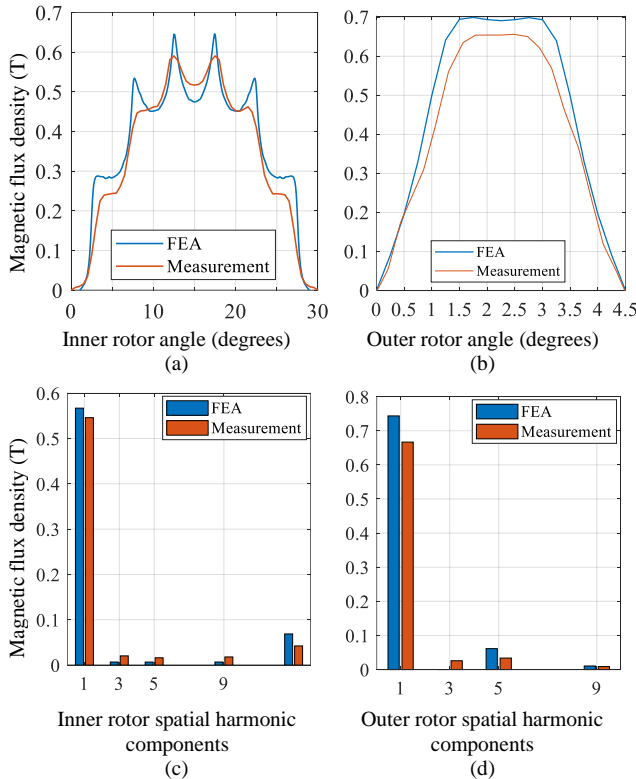 0.7
0.6
0.5
0.4
0.3
0.2
0.1
0
Magnetic flux density (T)
FEA
Measurement
0 10 20 30
Inner rotor angle (degrees)
(a)
0.7
0.6
0.5
0.4
0.3
0.2
0.1
0
FEA
Measurement
0 0.5 1 1.5 2 2.5 3 3.5 4 4.5
Outer rotor angle (degrees)
(b)
0.6
0.5
0.4
0.3
0.2
0.1
0
Magnetic flux density (T)
FEA
Measurement
1 3 5 9
Inner rotor spatial harmonic
components
(c)
0.8
0.7
0.6
0.5
0.4
0.3
0.2
0.1
0
FEA
Measurement
1 3 5 9
Outer rotor spatial harmonic
components
(d)